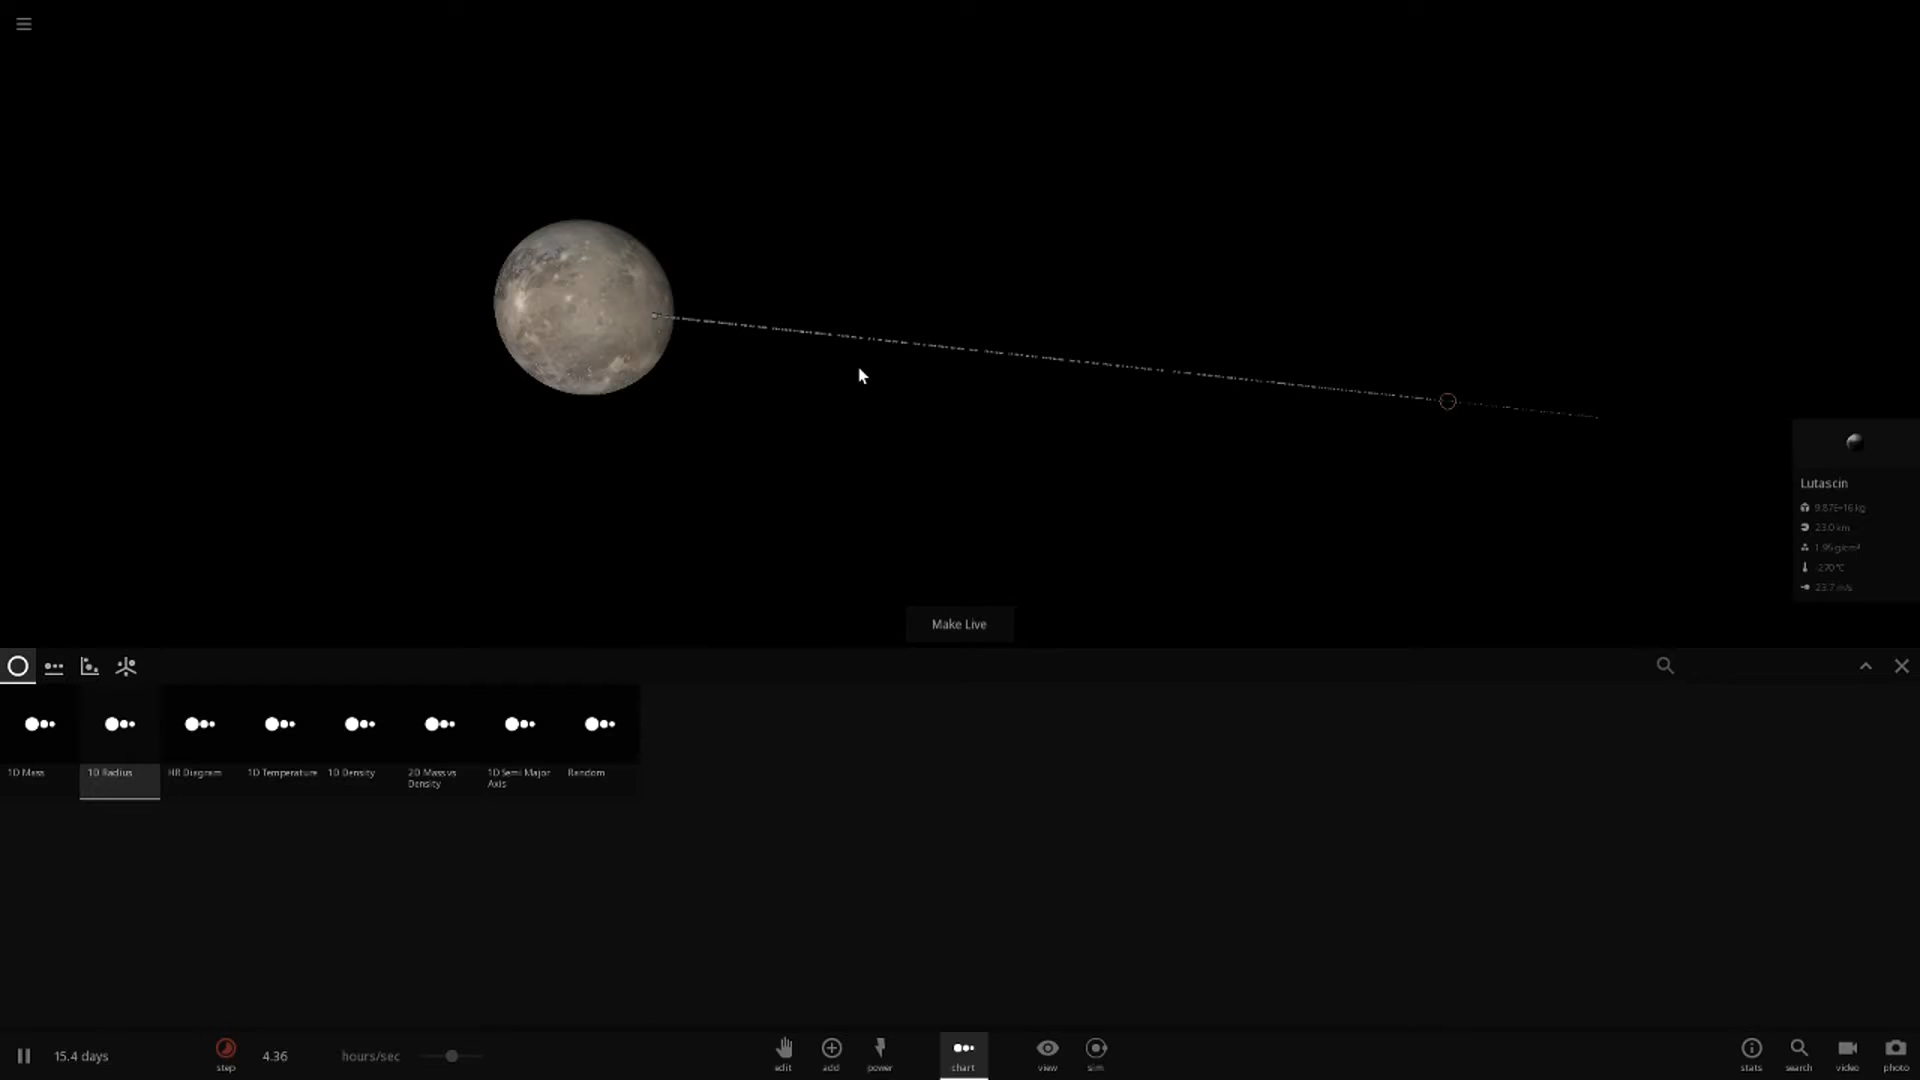 Lutascin
9.87E+16 kg
23.0 km
1.95 g/cm³
-270 °C
23.7 m/s
Make Live
1D Mass
1D Radius
HR Diagram
1D Temperature
1D Density
2D Mass vs
Density
1D Semi Major
Axis
Random
15.4 days
step
4.36
hours/sec
edit
add
power
chart
view
sim
stats
search
video
photo